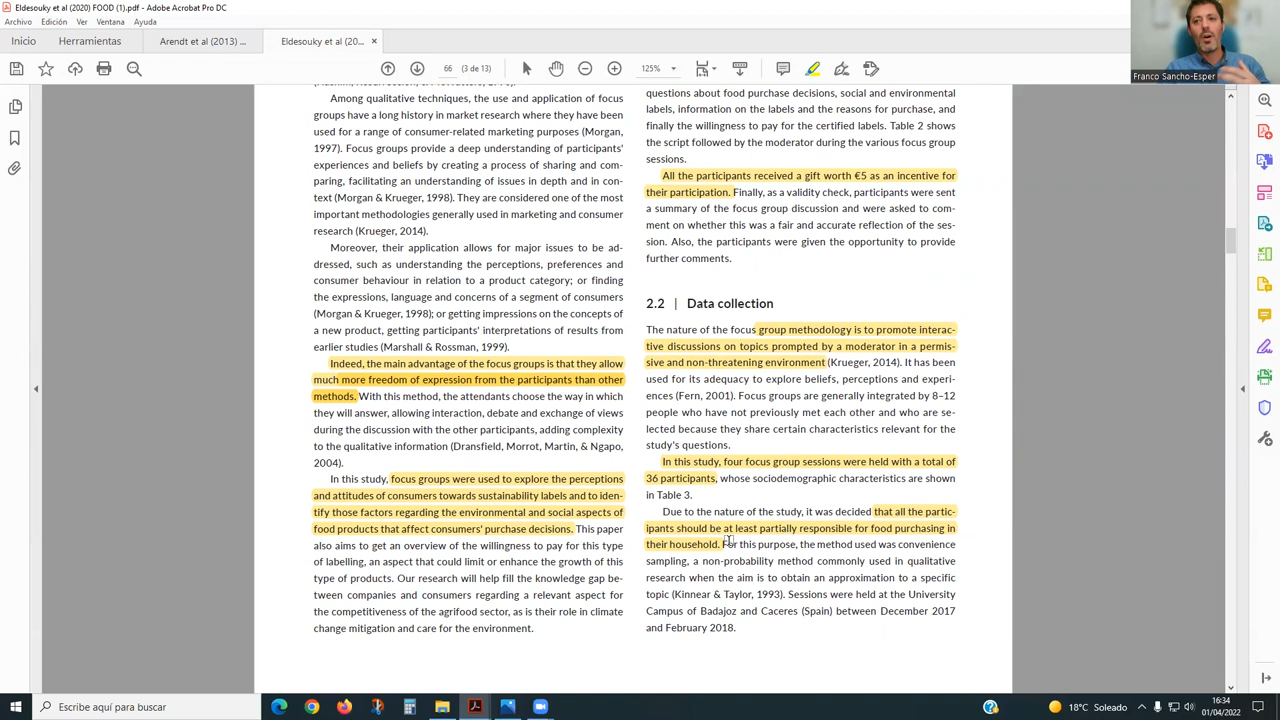 Eldesouky et al (2020) FOOD (1).pdf - Adobe Acrobat Pro DC
Archivo Edición Ver Ventana Ayuda
Inicio Herramientas Arendt et al (2013) ... Eldesouky et al (20... ×
66 (3 de 13) 125%
Franco Sancho-Esper
Among qualitative techniques, the use and application of focus
groups have a long history in market research where they have been
used for a range of consumer-related marketing purposes (Morgan,
1997). Focus groups provide a deep understanding of participants'
experiences and beliefs by creating a process of sharing and com-
paring, facilitating an understanding of issues in depth and in con-
text (Morgan & Krueger, 1998). They are considered one of the most
important methodologies generally used in marketing and consumer
research (Krueger, 2014).
Moreover, their application allows for major issues to be ad-
dressed, such as understanding the perceptions, preferences and
consumer behaviour in relation to a product category; or finding
the expressions, language and concerns of a segment of consumers
(Morgan & Krueger, 1998); or getting impressions on the concepts of
a new product, getting participants' interpretations of results from
earlier studies (Marshall & Rossman, 1999).
Indeed, the main advantage of the focus groups is that they allow
much more freedom of expression from the participants than other
methods. With this method, the attendants choose the way in which
they will answer, allowing interaction, debate and exchange of views
during the discussion with the other participants, adding complexity
to the qualitative information (Dransfield, Morrot, Martin, & Ngapo,
2004).
In this study, focus groups were used to explore the perceptions
and attitudes of consumers towards sustainability labels and to iden-
tify those factors regarding the environmental and social aspects of
food products that affect consumers' purchase decisions. This paper
also aims to get an overview of the willingness to pay for this type
of labelling, an aspect that could limit or enhance the growth of this
type of products. Our research will help fill the knowledge gap be-
tween companies and consumers regarding a relevant aspect for
the competitiveness of the agrifood sector, as is their role in climate
change mitigation and care for the environment.
questions about food purchase decisions, social and environmental
labels, information on the labels and the reasons for purchase, and
finally the willingness to pay for the certified labels. Table 2 shows
the script followed by the moderator during the various focus group
sessions.
All the participants received a gift worth €5 as an incentive for
their participation. Finally, as a validity check, participants were sent
a summary of the focus group discussion and were asked to com-
ment on whether this was a fair and accurate reflection of the ses-
sion. Also, the participants were given the opportunity to provide
further comments.
2.2 | Data collection
The nature of the focus group methodology is to promote interac-
tive discussions on topics prompted by a moderator in a permis-
sive and non-threatening environment (Krueger, 2014). It has been
used for its adequacy to explore beliefs, perceptions and experi-
ences (Fern, 2001). Focus groups are generally integrated by 8–12
people who have not previously met each other and who are se-
lected because they share certain characteristics relevant for the
study's questions.
In this study, four focus group sessions were held with a total of
36 participants, whose sociodemographic characteristics are shown
in Table 3.
Due to the nature of the study, it was decided that all the partic-
ipants should be at least partially responsible for food purchasing in
their household. For this purpose, the method used was convenience
sampling, a non-probability method commonly used in qualitative
research when the aim is to obtain an approximation to a specific
topic (Kinnear & Taylor, 1993). Sessions were held at the University
Campus of Badajoz and Caceres (Spain) between December 2017
and February 2018.
Escribe aquí para buscar
18°C Soleado
16:34
01/04/2022